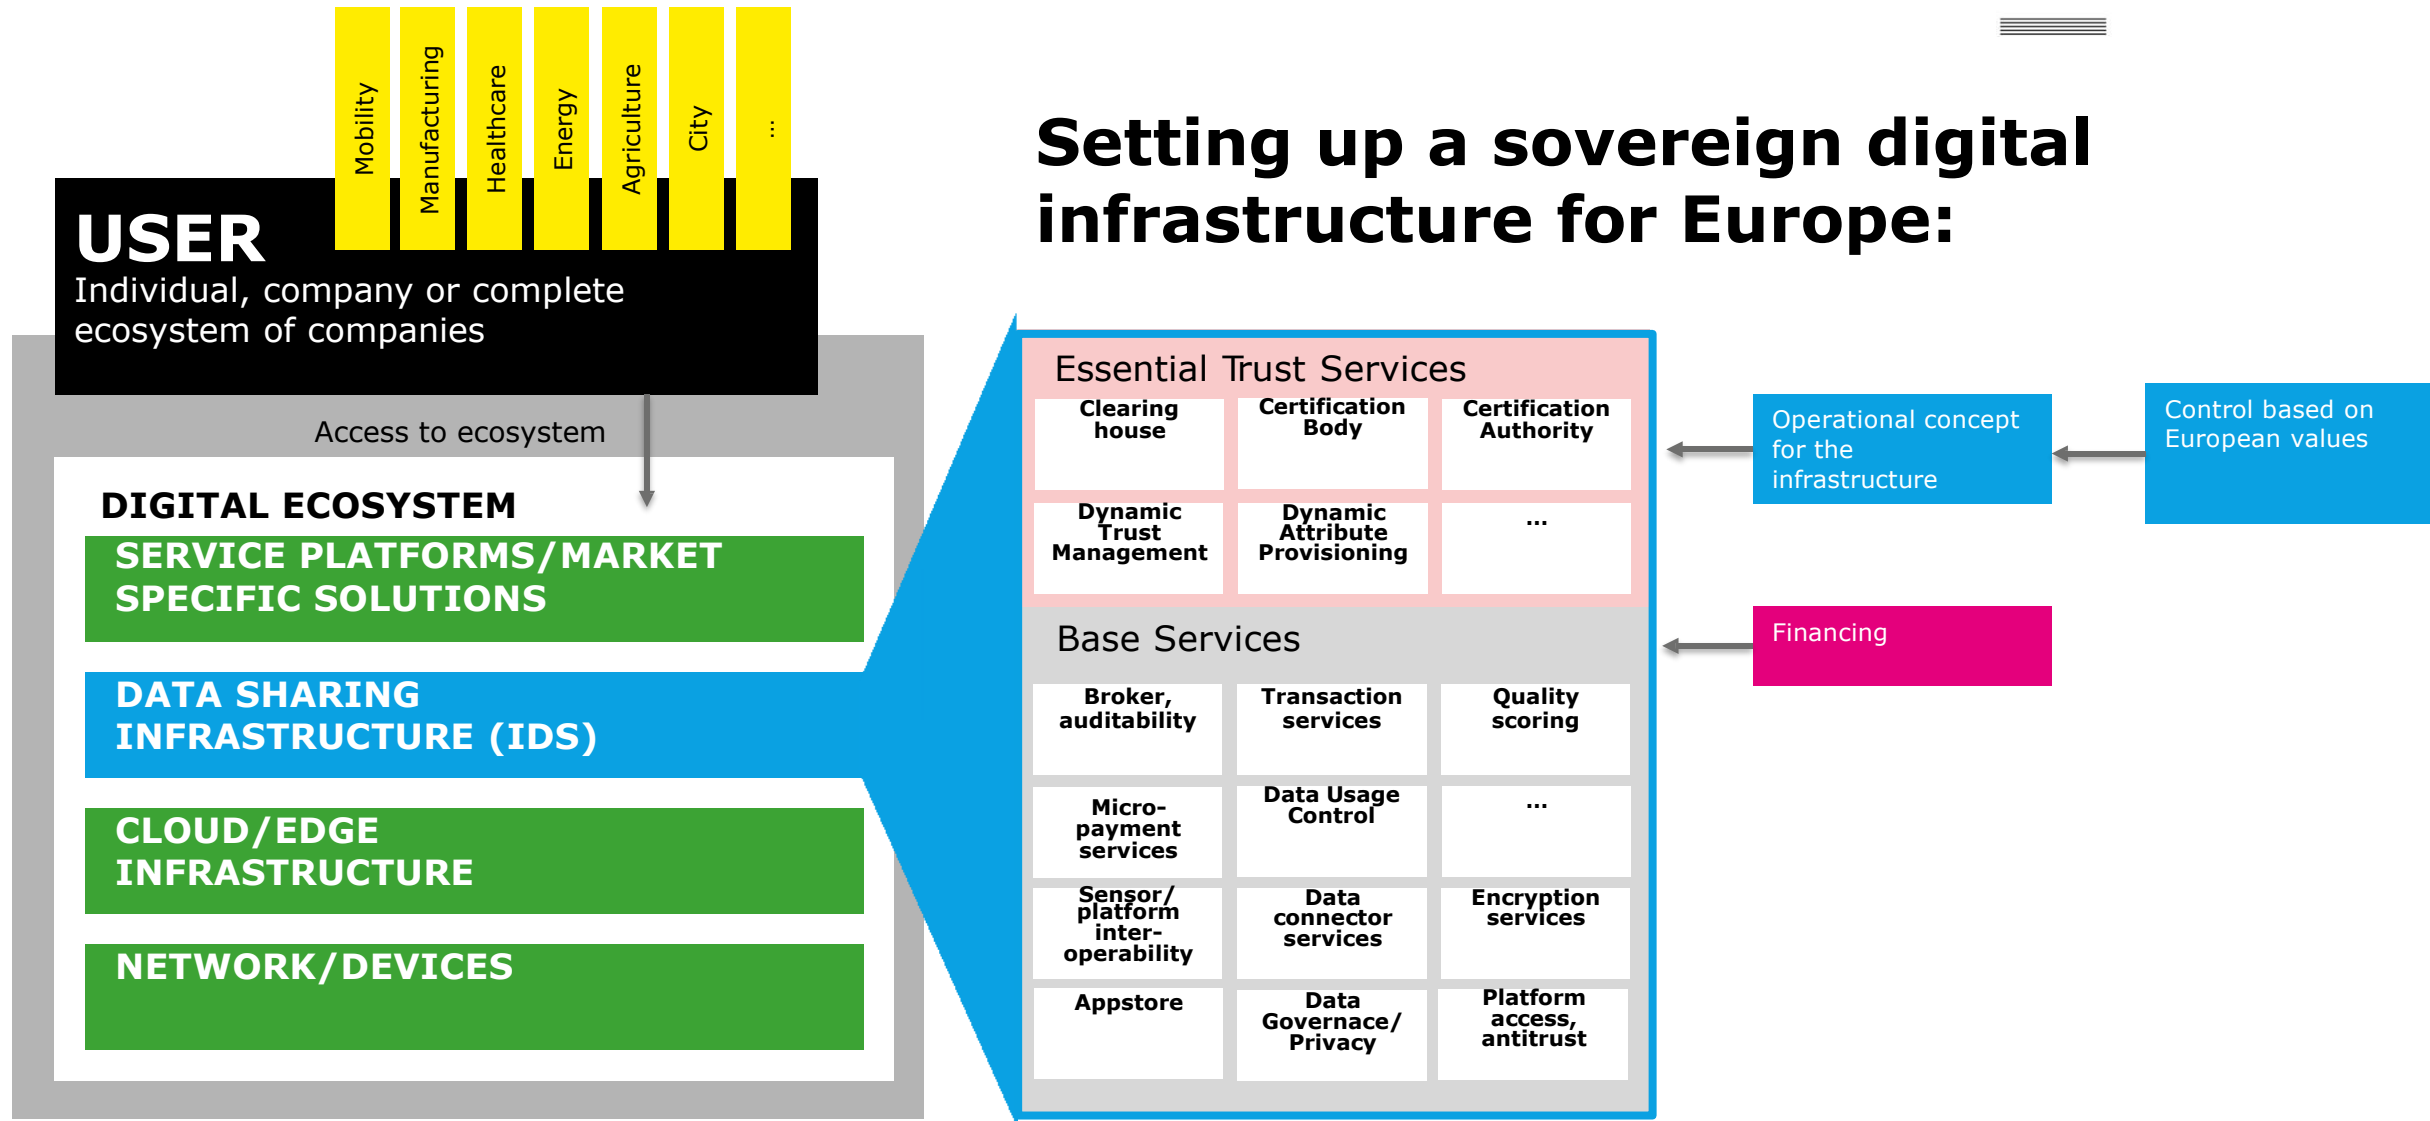 Mobility
Manufacturing
Healthcare
Energy
Agriculture
City
...
USER
Individual, company or complete
ecosystem of companies
Access to ecosystem
DIGITAL ECOSYSTEM
SERVICE PLATFORMS/MARKET
SPECIFIC SOLUTIONS
DATA SHARING
INFRASTRUCTURE (IDS)
CLOUD/EDGE
INFRASTRUCTURE
NETWORK/DEVICES
Setting up a sovereign digital
infrastructure for Europe:
Essential Trust Services
Clearing
house
Certification
Body
Certification
Authority
Dynamic
Trust
Management
Dynamic
Attribute
Provisioning
...
Base Services
Broker,
auditability
Transaction
services
Quality
scoring
Micro-
payment
services
Data Usage
Control
...
Sensor/
platform
inter-
operability
Data
connector
services
Encryption
services
Appstore
Data
Governace/
Privacy
Platform
access,
antitrust
Operational concept
for the
infrastructure
Control based on
European values
Financing